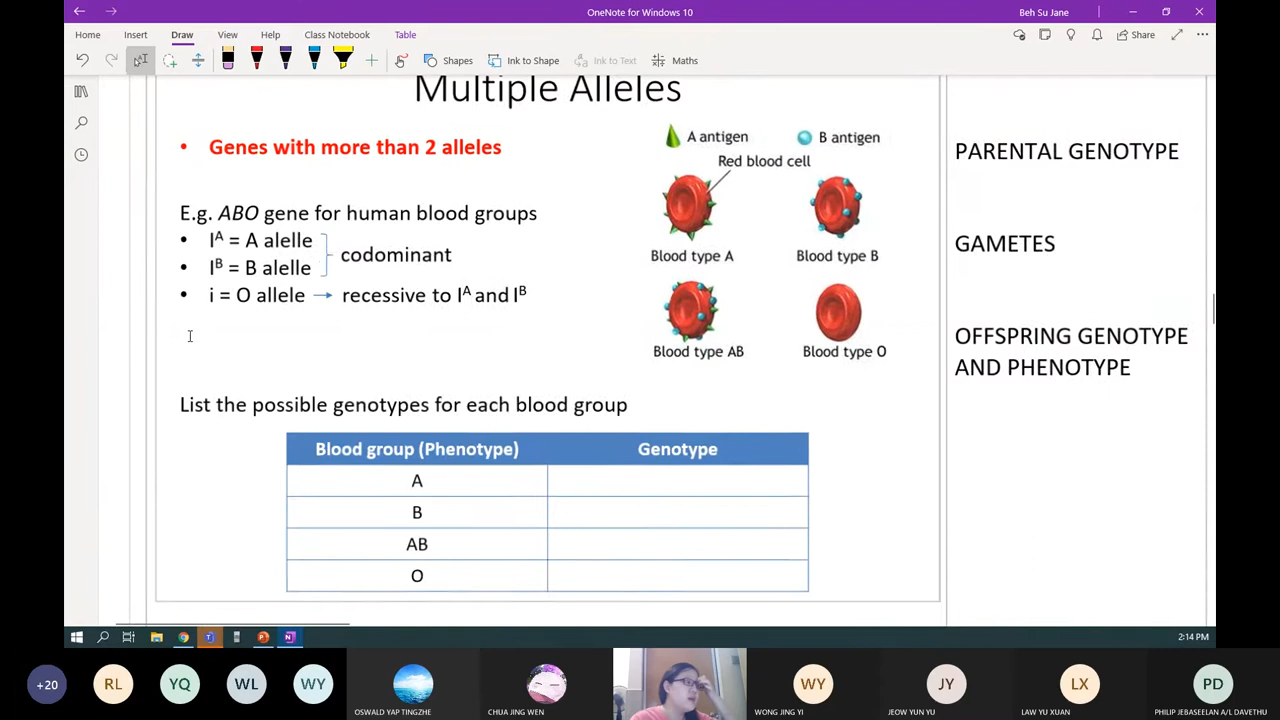 OneNote for Windows 10
Beh Su Jane
Home Insert Draw View Help Class Notebook Table
Share
Shapes Ink to Shape Ink to Text Maths
Multiple Alleles
• Genes with more than 2 alleles
E.g. ABO gene for human blood groups
• Iᴬ = A alelle
• Iᴮ = B alelle
codominant
• i = O allele → recessive to Iᴬ and Iᴮ
A antigen B antigen
Red blood cell
Blood type A Blood type B
Blood type AB Blood type O
List the possible genotypes for each blood group
Blood group (Phenotype) Genotype
A
B
AB
O
PARENTAL GENOTYPE
GAMETES
OFFSPRING GENOTYPE
AND PHENOTYPE
2:14 PM
+20 RL YQ WL WY WY JY LX PD
OSWALD YAP TINGZHE CHUA JING WEN WONG JING YI JEOW YUN YU LAW YU XUAN PHILIP JEBASEELAN A/L DAVETHU